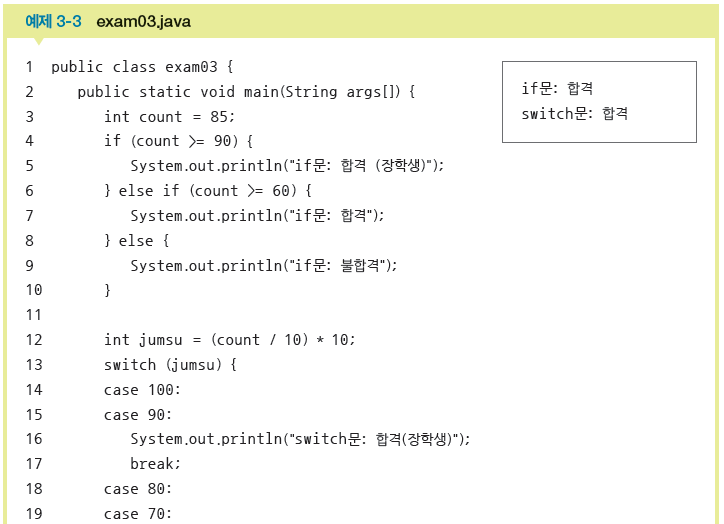 예제 3-3 exam03.java
1 public class exam03 {
2 public static void main(String args[]) {
3 int count = 85;
4 if (count >= 90) {
5 System.out.println("if문: 합격 (장학생)");
6 } else if (count >= 60) {
7 System.out.println("if문: 합격");
8 } else {
9 System.out.println("if문: 불합격");
10 }
11
12 int jumsu = (count / 10) * 10;
13 switch (jumsu) {
14 case 100:
15 case 90:
16 System.out.println("switch문: 합격(장학생)");
17 break;
18 case 80:
19 case 70:
if문: 합격
switch문: 합격